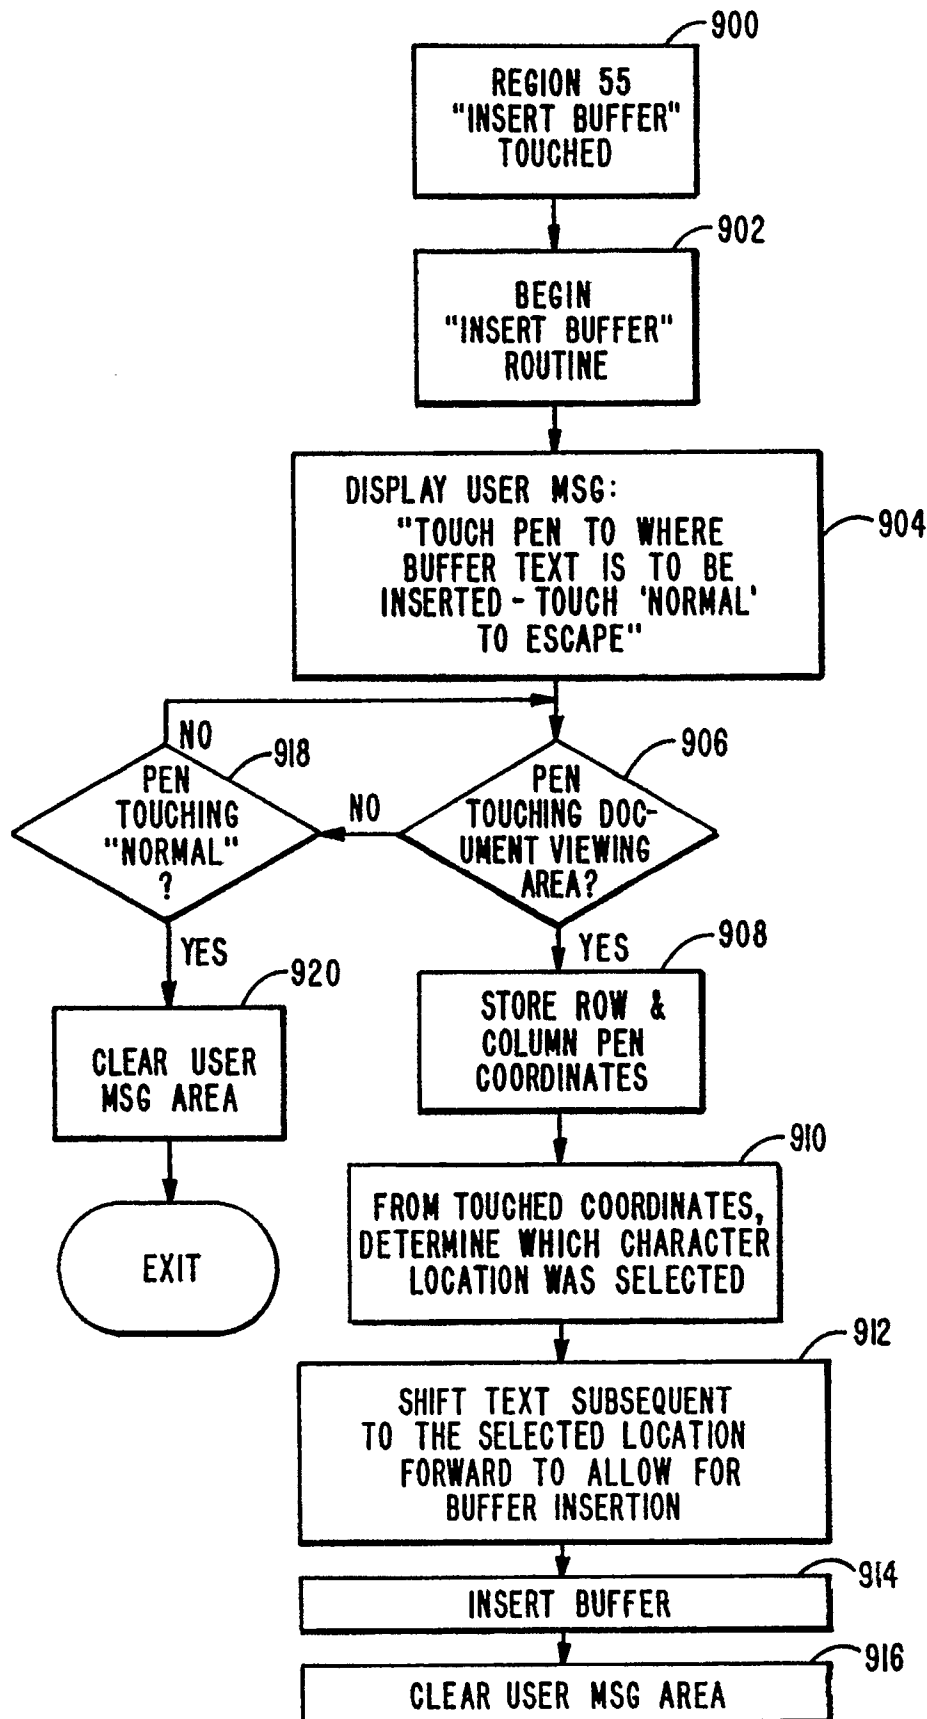 900
REGION 55
"INSERT BUFFER"
TOUCHED
902
BEGIN
"INSERT BUFFER"
ROUTINE
904
DISPLAY USER MSG:
"TOUCH PEN TO WHERE
BUFFER TEXT IS TO BE
INSERTED - TOUCH 'NORMAL'
TO ESCAPE"
906
PEN
TOUCHING DOC-
UMENT VIEWING
AREA?
NO
918
PEN
TOUCHING
"NORMAL"
?
NO
YES
920
CLEAR USER
MSG AREA
EXIT
YES
908
STORE ROW &
COLUMN PEN
COORDINATES
910
FROM TOUCHED COORDINATES,
DETERMINE WHICH CHARACTER
LOCATION WAS SELECTED
912
SHIFT TEXT SUBSEQUENT
TO THE SELECTED LOCATION
FORWARD TO ALLOW FOR
BUFFER INSERTION
914
INSERT BUFFER
916
CLEAR USER MSG AREA